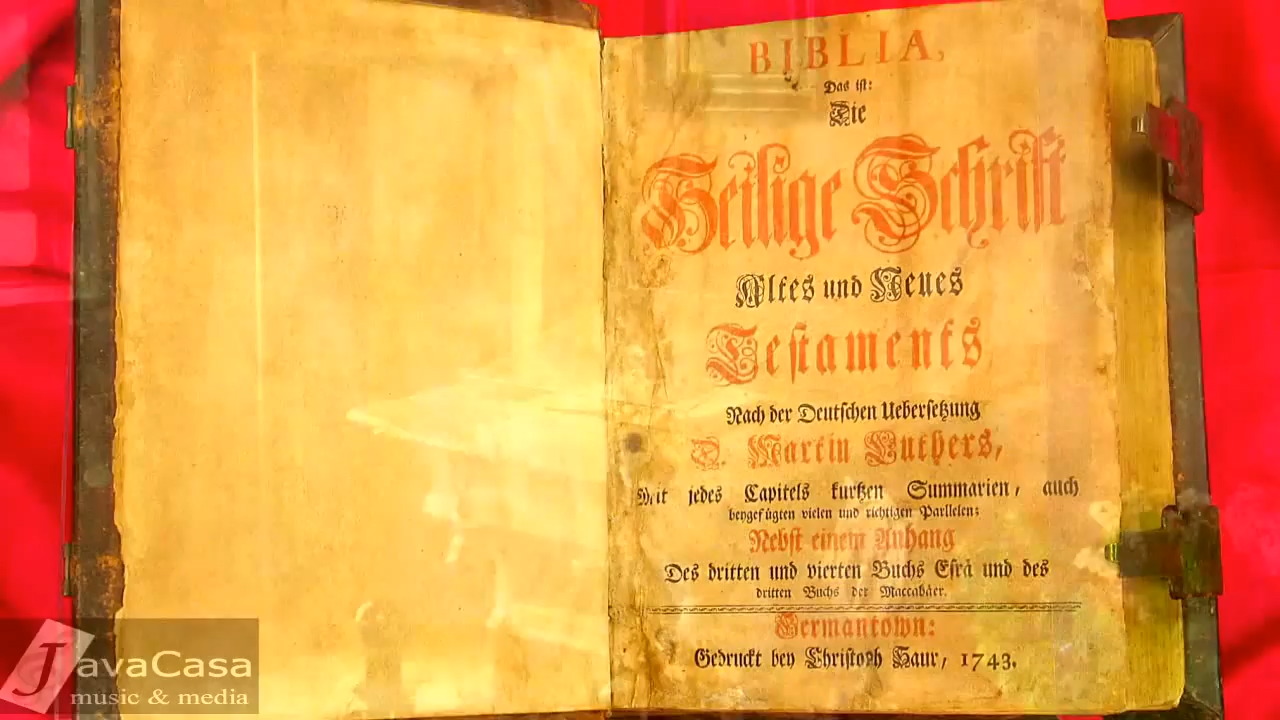 BIBLIA,
Das ist:
Die
Heilige Schrift
Altes und Neues
Testaments
Nach der Deutschen Uebersetzung
D. Martin Luthers,
Mit jedes Capitels kurtzen Summarien, auch
beygefügten vielen und richtigen Parllelen;
Nebst einem Anhang
Des dritten und vierten Buchs Esrä und des
dritten Buchs der Maccabäer.
Germantown:
Gedruckt bey Christoph Saur, 1743.
JavaCasa
music & media